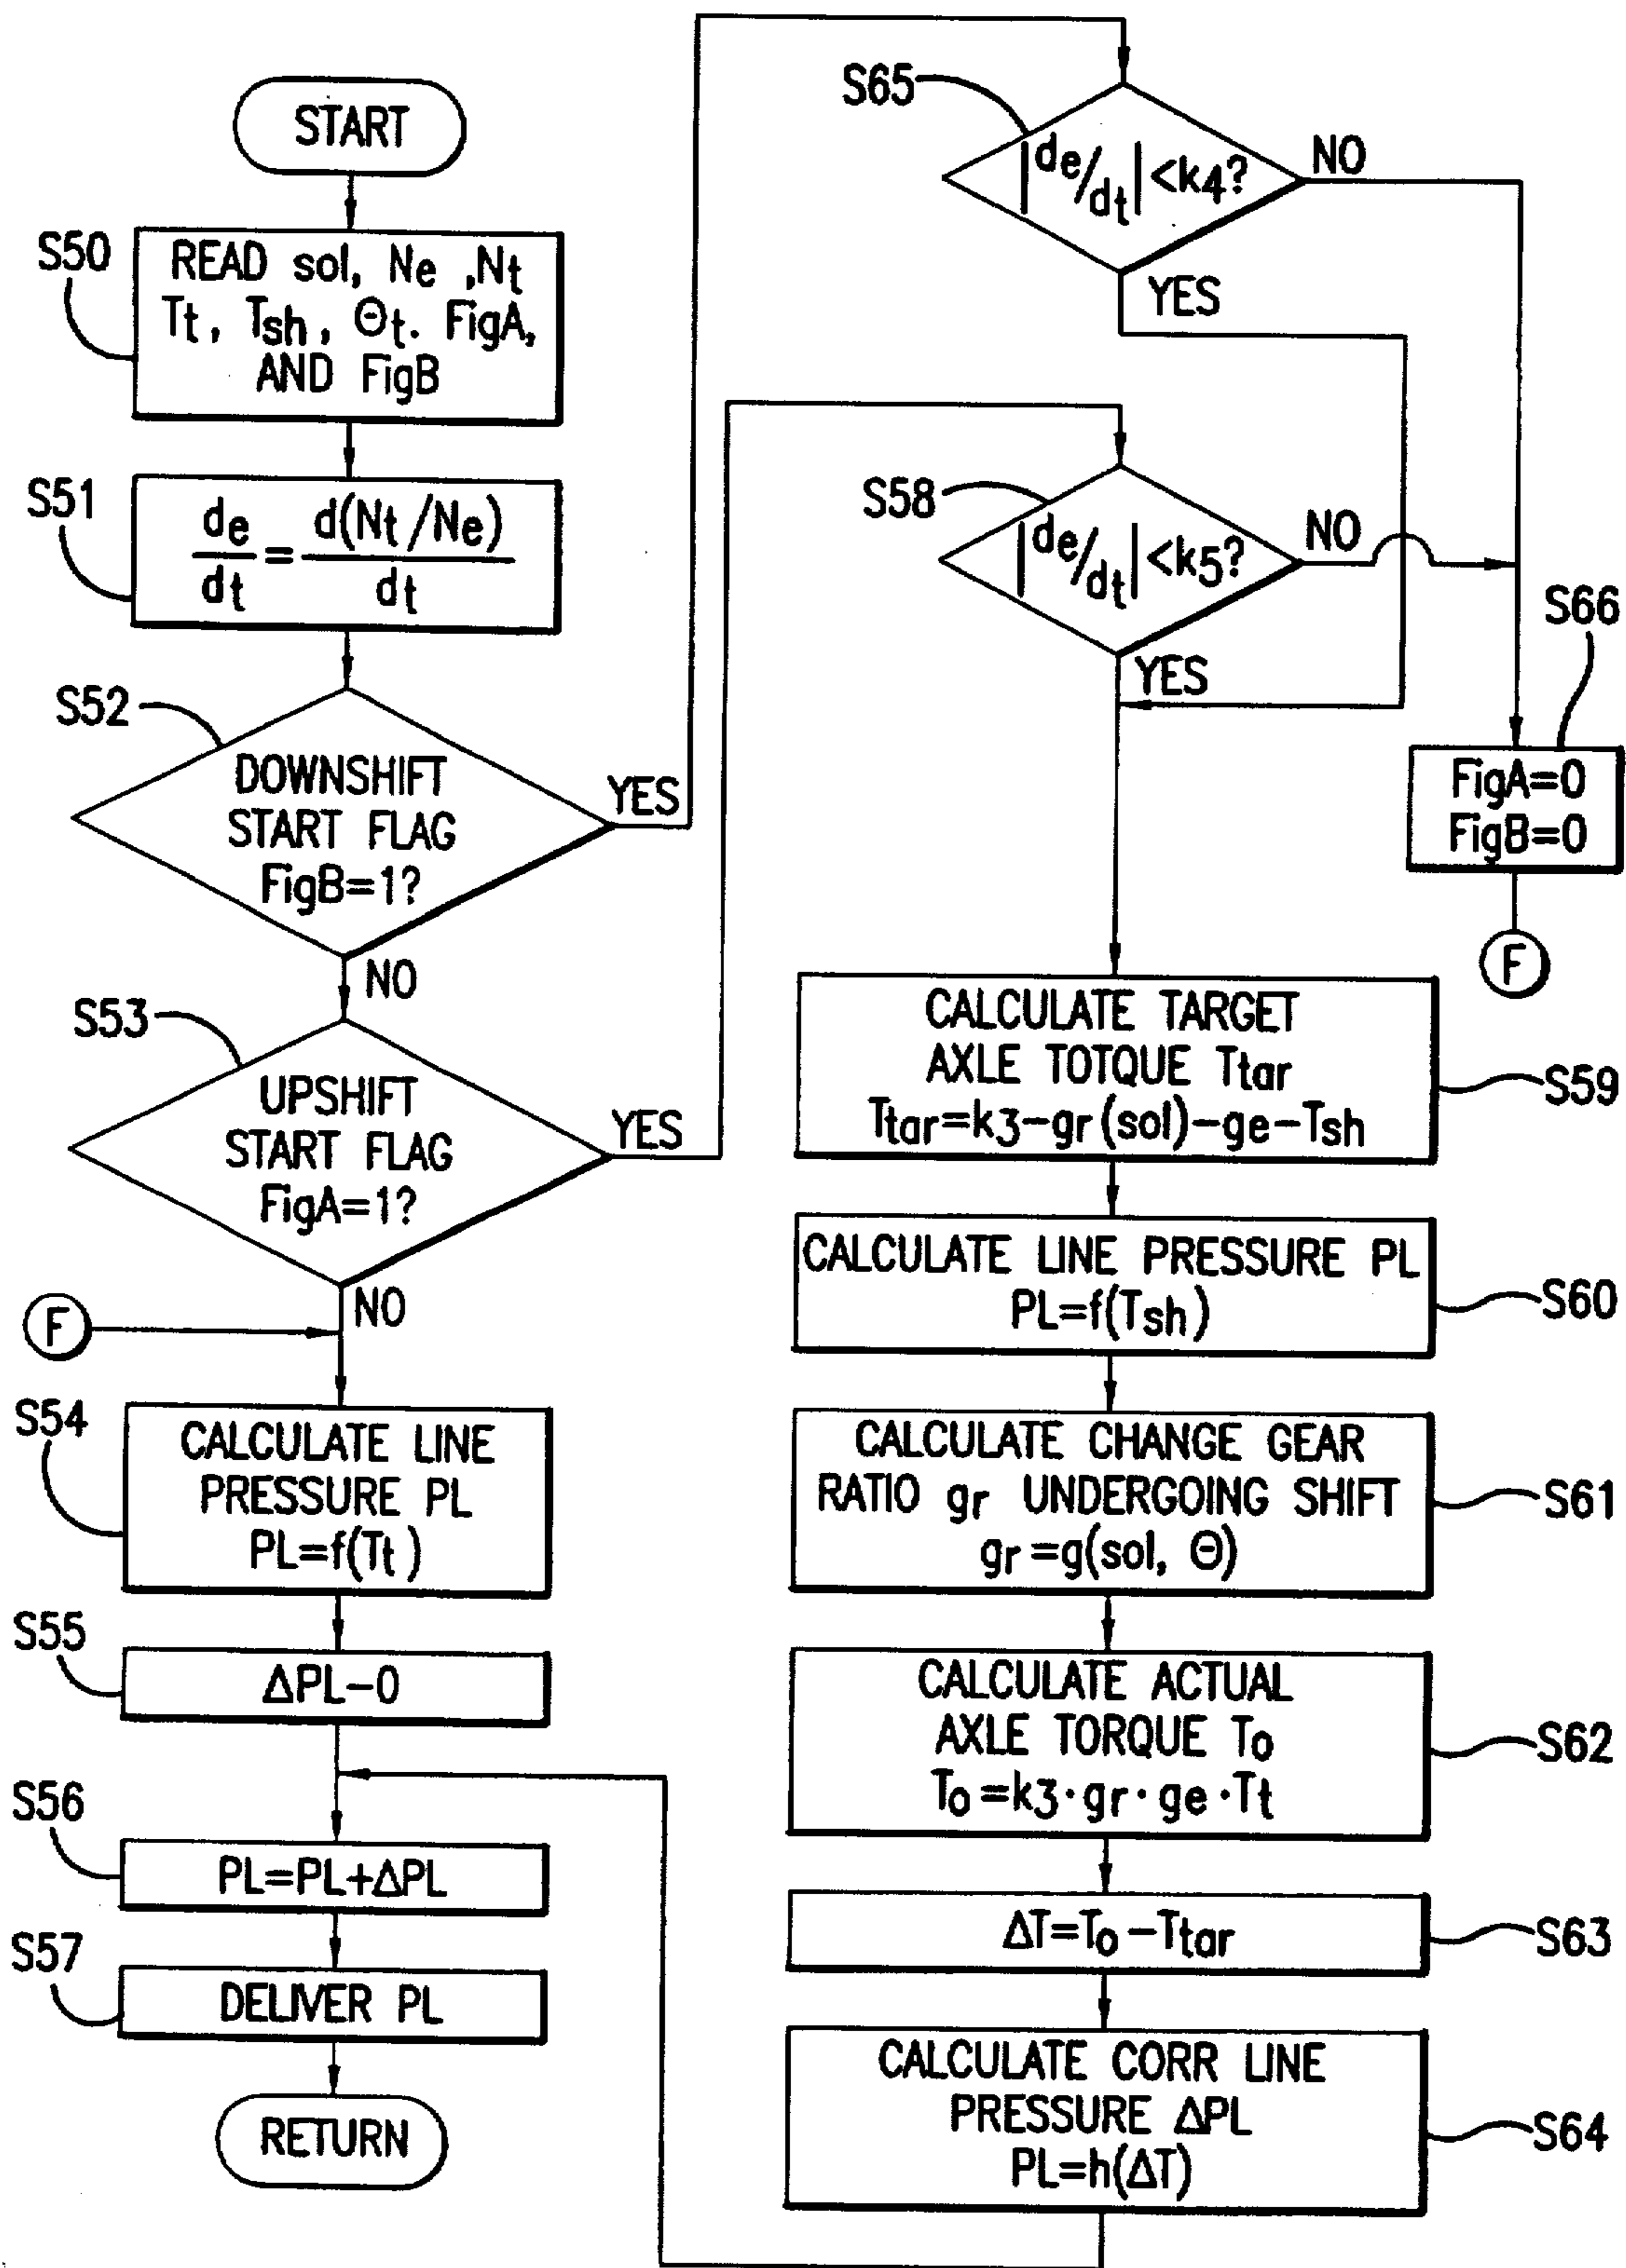 START
S50
READ sol, Ne ,Nt
Tt, Tsh, Θt. FigA,
AND FigB
S51
de/dt = d(Nt/Ne)/dt
S52
DOWNSHIFT
START FLAG
FigB=1?
YES
NO
S53
UPSHIFT
START FLAG
FigA=1?
YES
NO
F
S54
CALCULATE LINE
PRESSURE PL
PL=f(Tt)
S55
ΔPL-0
S56
PL=PL+ΔPL
S57
DELIVER PL
RETURN
S65
|de/dt|<k4?
NO
YES
S58
|de/dt|<k5?
NO
YES
S66
FigA=0
FigB=0
F
CALCULATE TARGET
AXLE TOTQUE Ttar
Ttar=k3-gr(sol)-ge-Tsh
S59
CALCULATE LINE PRESSURE PL
PL=f(Tsh)
S60
CALCULATE CHANGE GEAR
RATIO gr UNDERGOING SHIFT
gr=g(sol, Θ)
S61
CALCULATE ACTUAL
AXLE TORQUE To
To=k3·gr·ge·Tt
S62
ΔT=To-Ttar
S63
CALCULATE CORR LINE
PRESSURE ΔPL
PL=h(ΔT)
S64